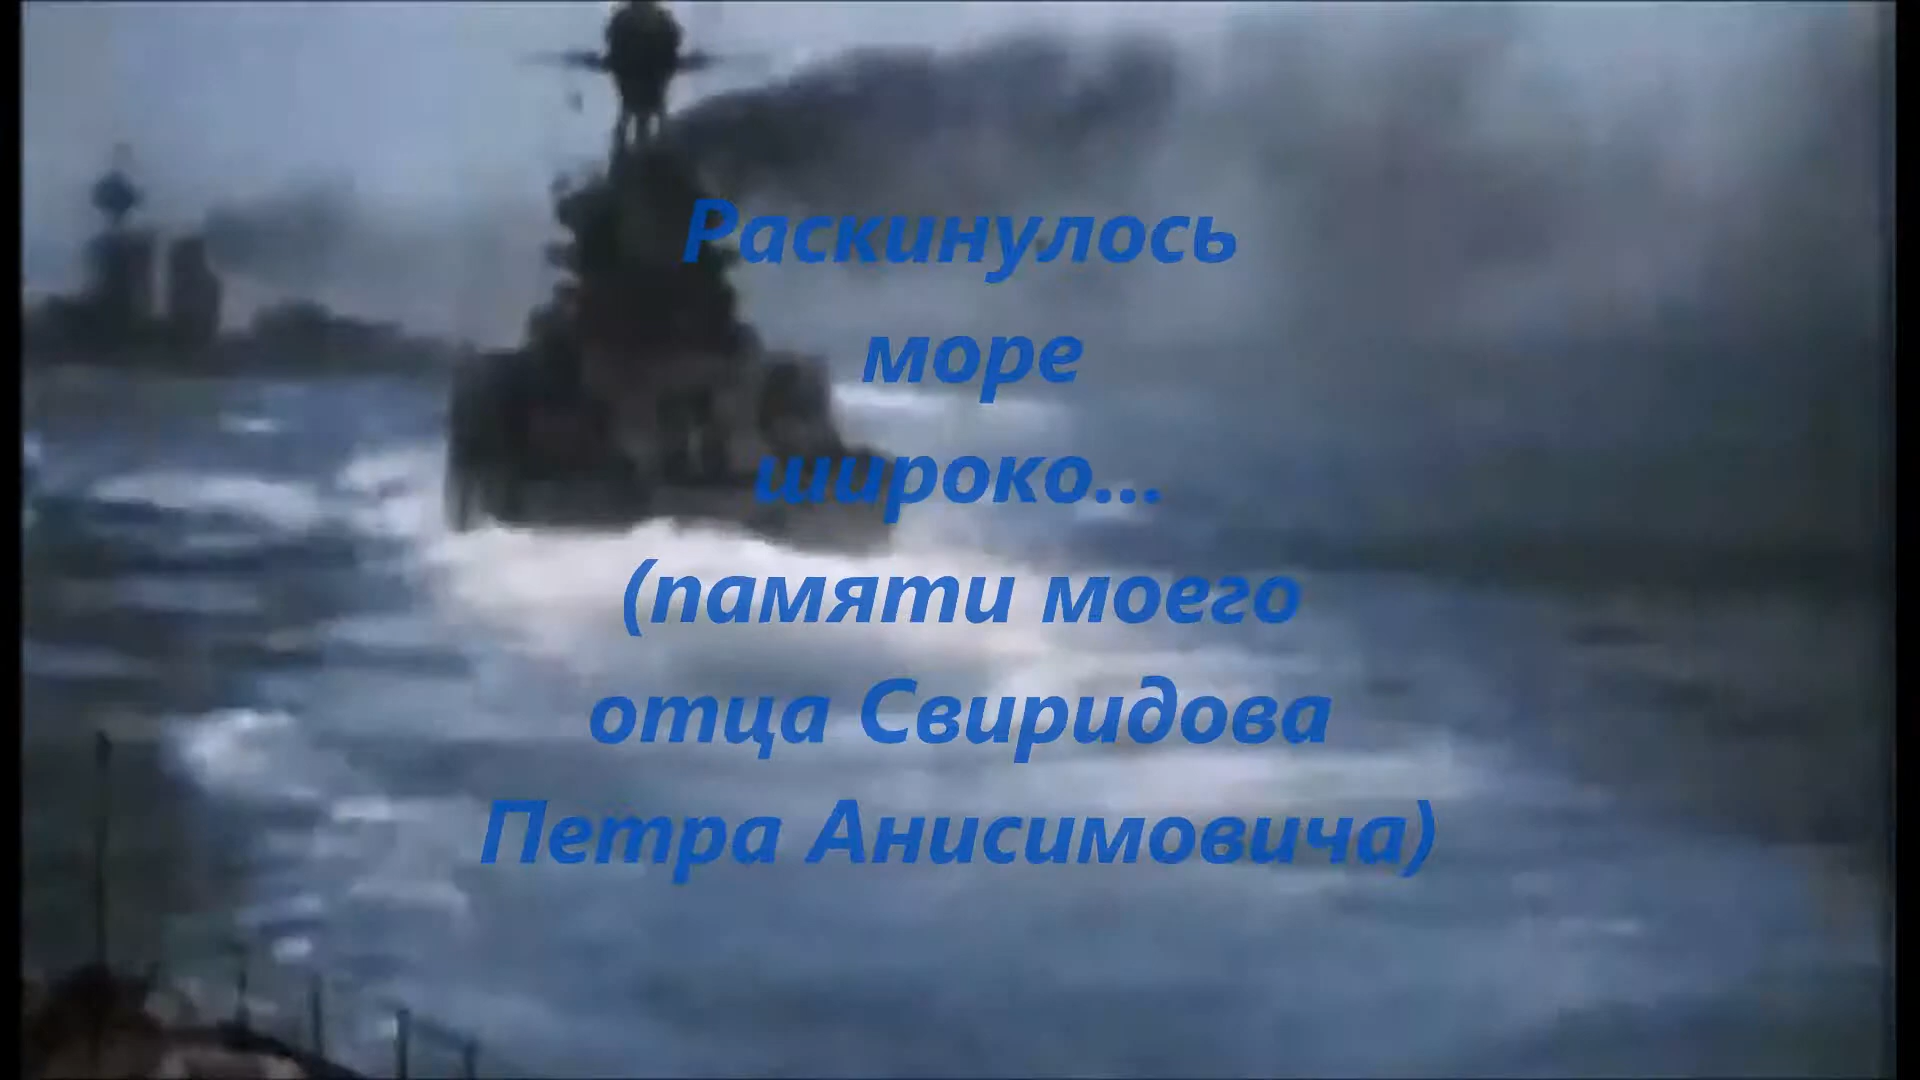 Раскинулось
море
широко...
(памяти моего
отца Свиридова
Петра Анисимовича)